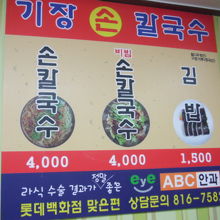 기장 손 칼국수
손칼국수
비빔
손칼국수
김밥
4,000 4,000 1,500
라식 수술 결과가 정말 좋은 eye ABC안과
롯데백화점 맞은편 상담문의 816-758